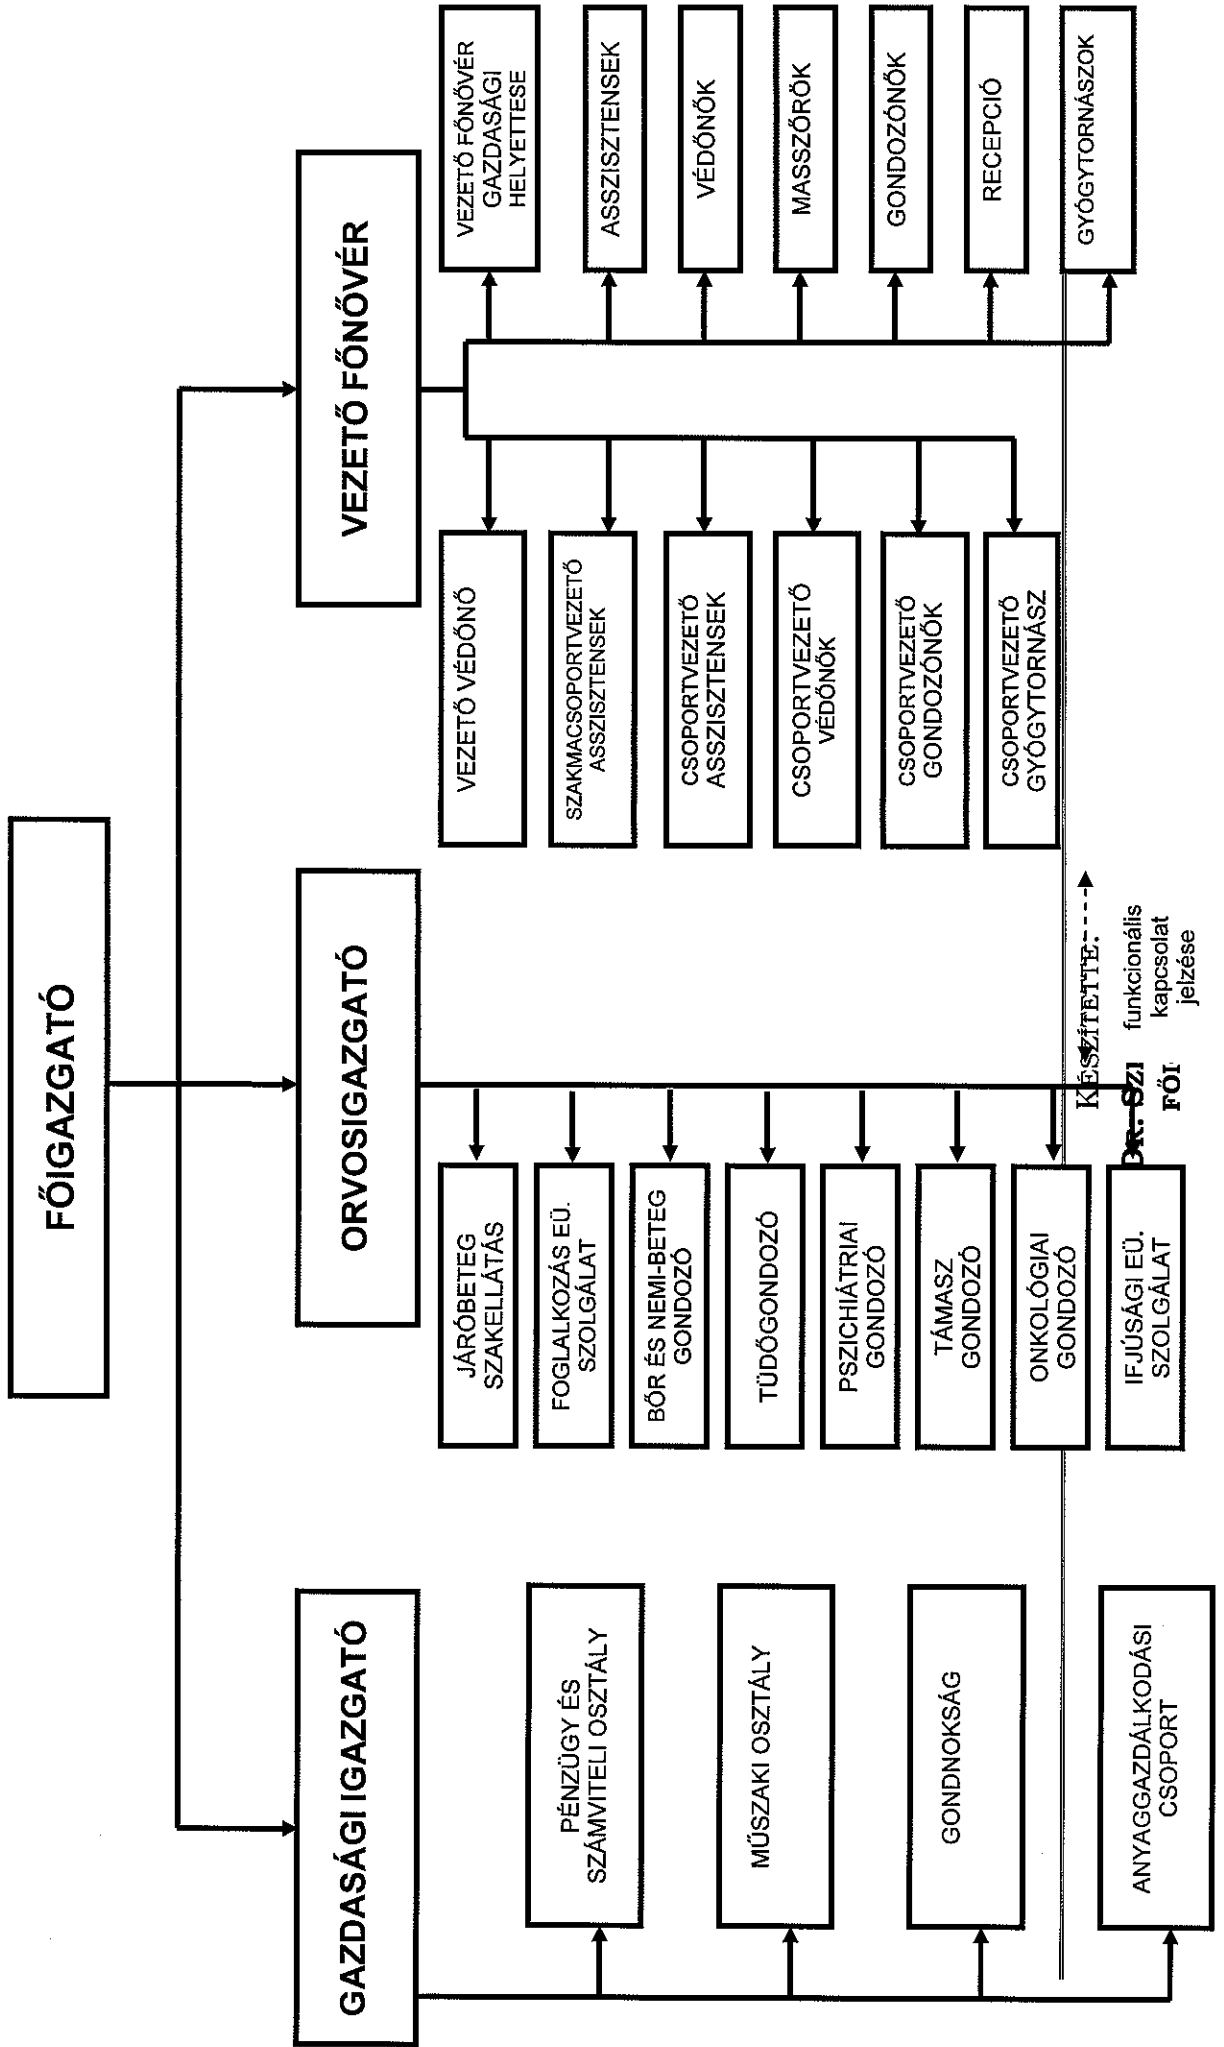 FŐIGAZGATÓ
GAZDASÁGI IGAZGATÓ
ORVOSIGAZGATÓ
VEZETŐ FŐNŐVÉR
PÉNZÜGY ÉS
SZÁMVITELI OSZTÁLY
MŰSZAKI OSZTÁLY
GONDNOKSÁG
ANYAGGAZDÁLKODÁSI
CSOPORT
JÁRÓBETEG
SZAKELLÁTÁS
FOGLALKOZÁS EÜ.
SZOLGÁLAT
BŐR ÉS NEMI-BETEG
GONDOZÓ
TÜDŐGONDOZÓ
PSZICHIÁTRIAI
GONDOZÓ
TÁMASZ
GONDOZÓ
ONKOLÓGIAI
GONDOZÓ
IFJÚSÁGI EÜ.
SZOLGÁLAT
VEZETŐ VÉDŐNŐ
SZAKMACSOPORTVEZETŐ
ASSZISZTENSEK
CSOPORTVEZETŐ
ASSZISZTENSEK
CSOPORTVEZETŐ
VÉDŐNŐK
CSOPORTVEZETŐ
GONDOZÓNŐK
CSOPORTVEZETŐ
GYÓGYTORNÁSZ
VEZETŐ FŐNŐVÉR
GAZDASÁGI
HELYETTESE
ASSZISZTENSEK
VÉDŐNŐK
MASSZŐRÖK
GONDOZÓNŐK
RECEPCIÓ
GYÓGYTORNÁSZOK
KÉSZÍTETTE:
DR. SZI
FŐI
funkcionális
kapcsolat
jelzése